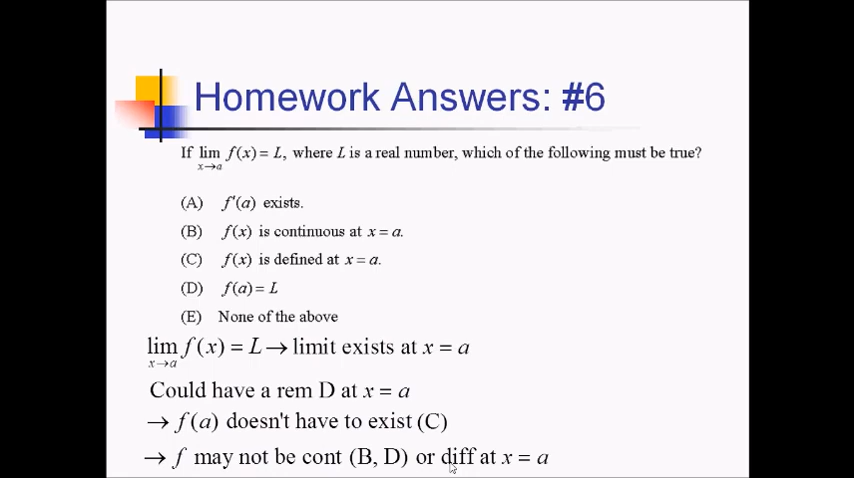 Homework Answers: #6
If lim x→a f(x) = L, where L is a real number, which of the following must be true?
(A) f'(a) exists.
(B) f(x) is continuous at x = a.
(C) f(x) is defined at x = a.
(D) f(a) = L
(E) None of the above
lim x→a f(x) = L → limit exists at x = a
Could have a rem D at x = a
→ f(a) doesn't have to exist (C)
→ f may not be cont (B, D) or diff at x = a